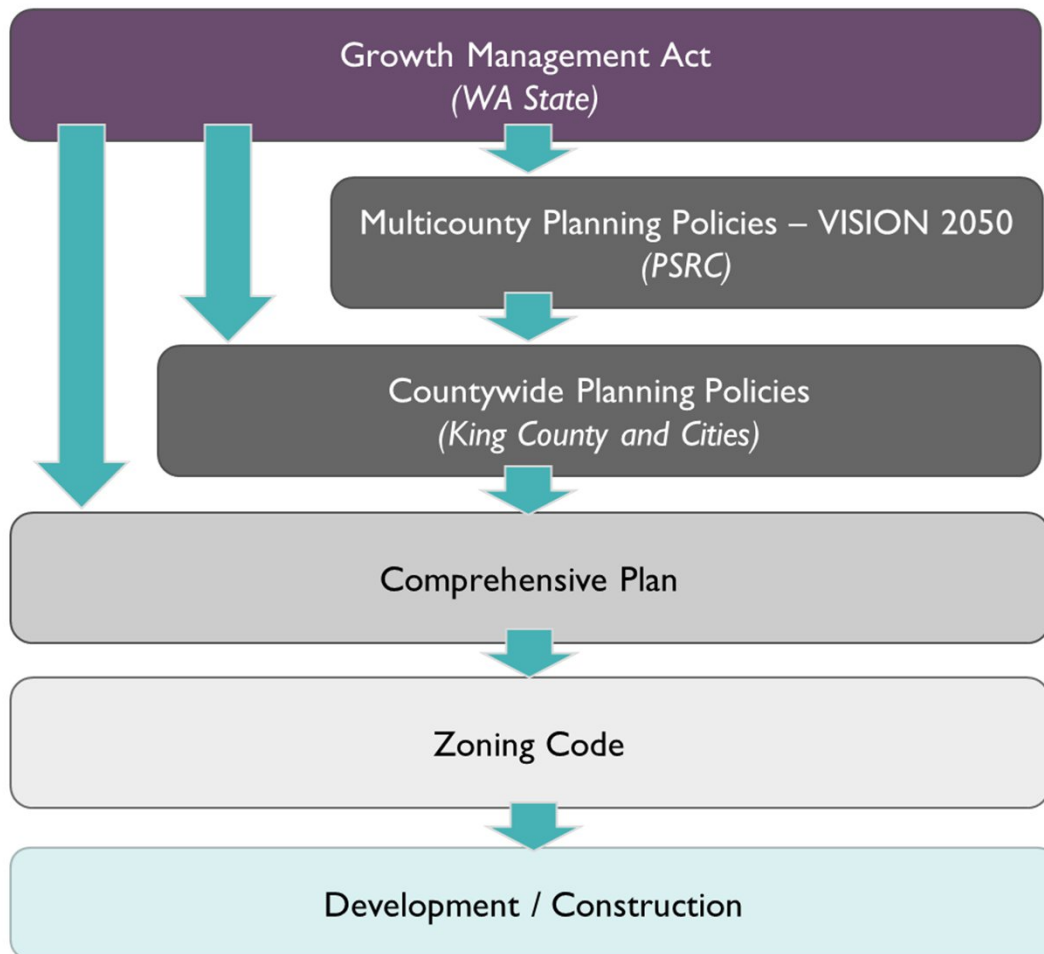 Growth Management Act
(WA State)
Multicounty Planning Policies – VISION 2050
(PSRC)
Countywide Planning Policies
(King County and Cities)
Comprehensive Plan
Zoning Code
Development / Construction